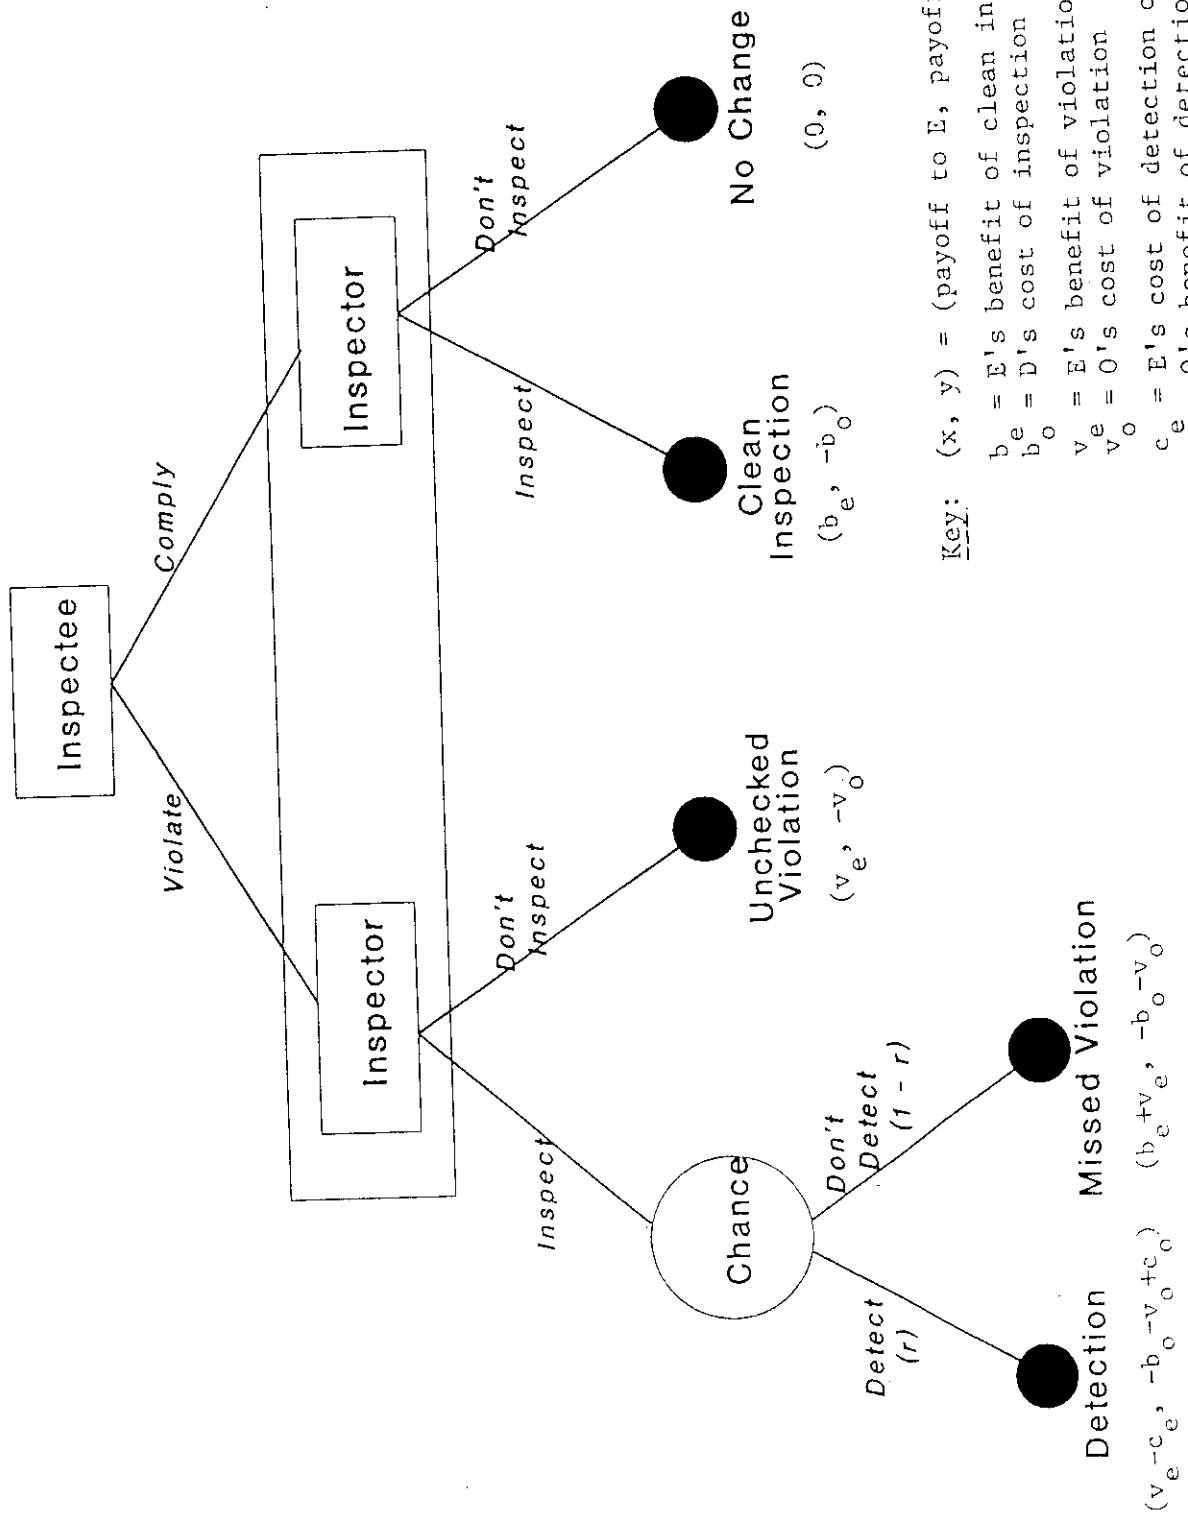 Inspectee
Violate
Comply
Inspector
Inspector
Inspect
Don't
Inspect
Inspect
Don't
Inspect
Chance
Unchecked
Violation
(v_e, -v_o)
Clean
Inspection
(b_e, -b_o)
No Change
(0, 0)
Detect
(r)
Don't
Detect
(1 - r)
Detection
(v_e-c_e, -b_o-v_o+c_o)
Missed Violation
(b_e+v_e, -b_o-v_o)
Key: (x, y) = (payoff to E,
b_e = E's benefit of clean
b_o = O's cost of inspection
v_e = E's benefit of
v_o = O's cost of violation
c_e = E's cost of detection
O's benefit of